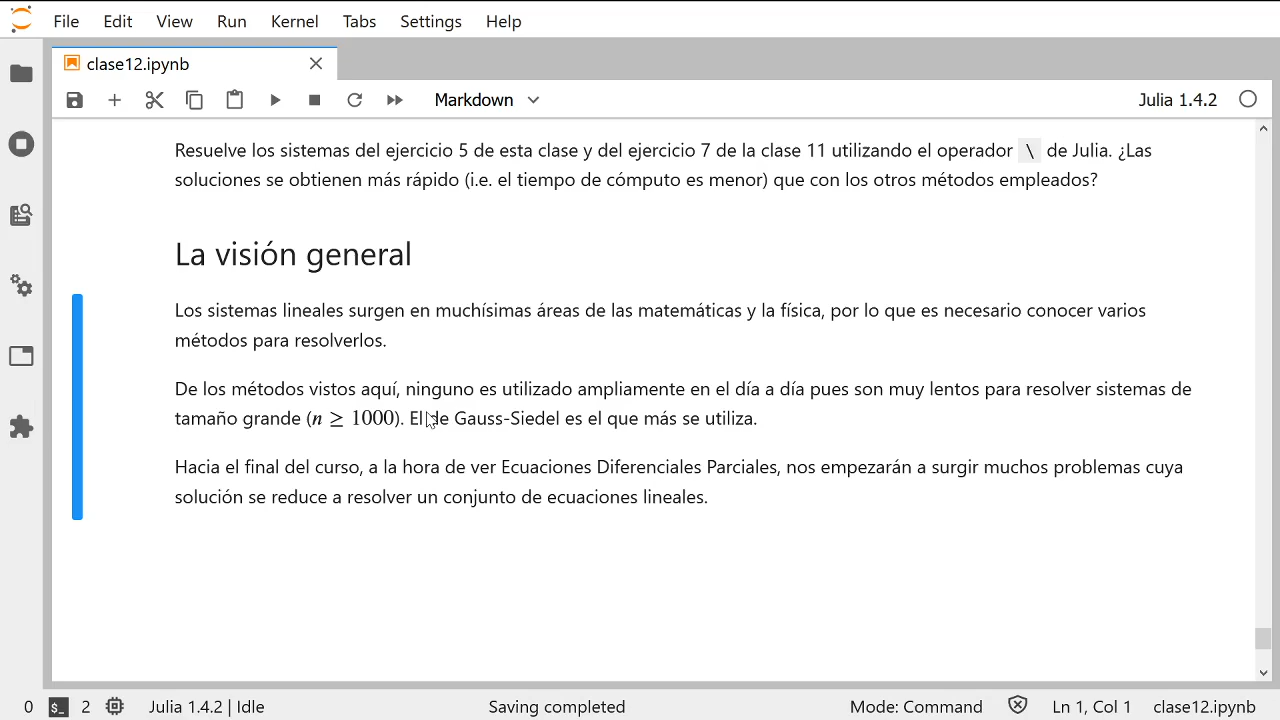 File Edit View Run Kernel Tabs Settings Help
clase12.ipynb
Markdown Julia 1.4.2
Resuelve los sistemas del ejercicio 5 de esta clase y del ejercicio 7 de la clase 11 utilizando el operador \ de Julia. ¿Las
soluciones se obtienen más rápido (i.e. el tiempo de cómputo es menor) que con los otros métodos empleados?
La visión general
Los sistemas lineales surgen en muchísimas áreas de las matemáticas y la física, por lo que es necesario conocer varios
métodos para resolverlos.
De los métodos vistos aquí, ninguno es utilizado ampliamente en el día a día pues son muy lentos para resolver sistemas de
tamaño grande (n ≥ 1000). El de Gauss-Siedel es el que más se utiliza.
Hacia el final del curso, a la hora de ver Ecuaciones Diferenciales Parciales, nos empezarán a surgir muchos problemas cuya
solución se reduce a resolver un conjunto de ecuaciones lineales.
0 $_ 2 Julia 1.4.2 | Idle Saving completed Mode: Command Ln 1, Col 1 clase12.ipynb